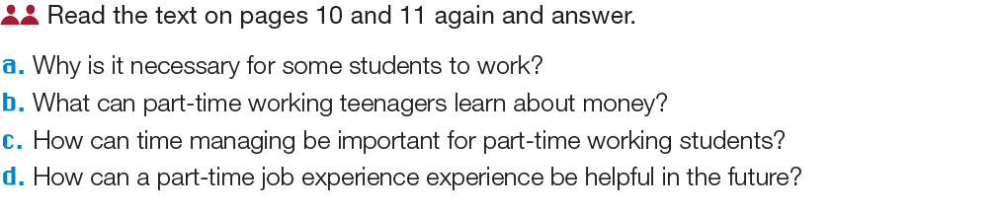 Read the text on pages 10 and 11 again and answer.
a. Why is it necessary for some students to work?
b. What can part-time working teenagers learn about money?
c. How can time managing be important for part-time working students?
d. How can a part-time job experience experience be helpful in the future?